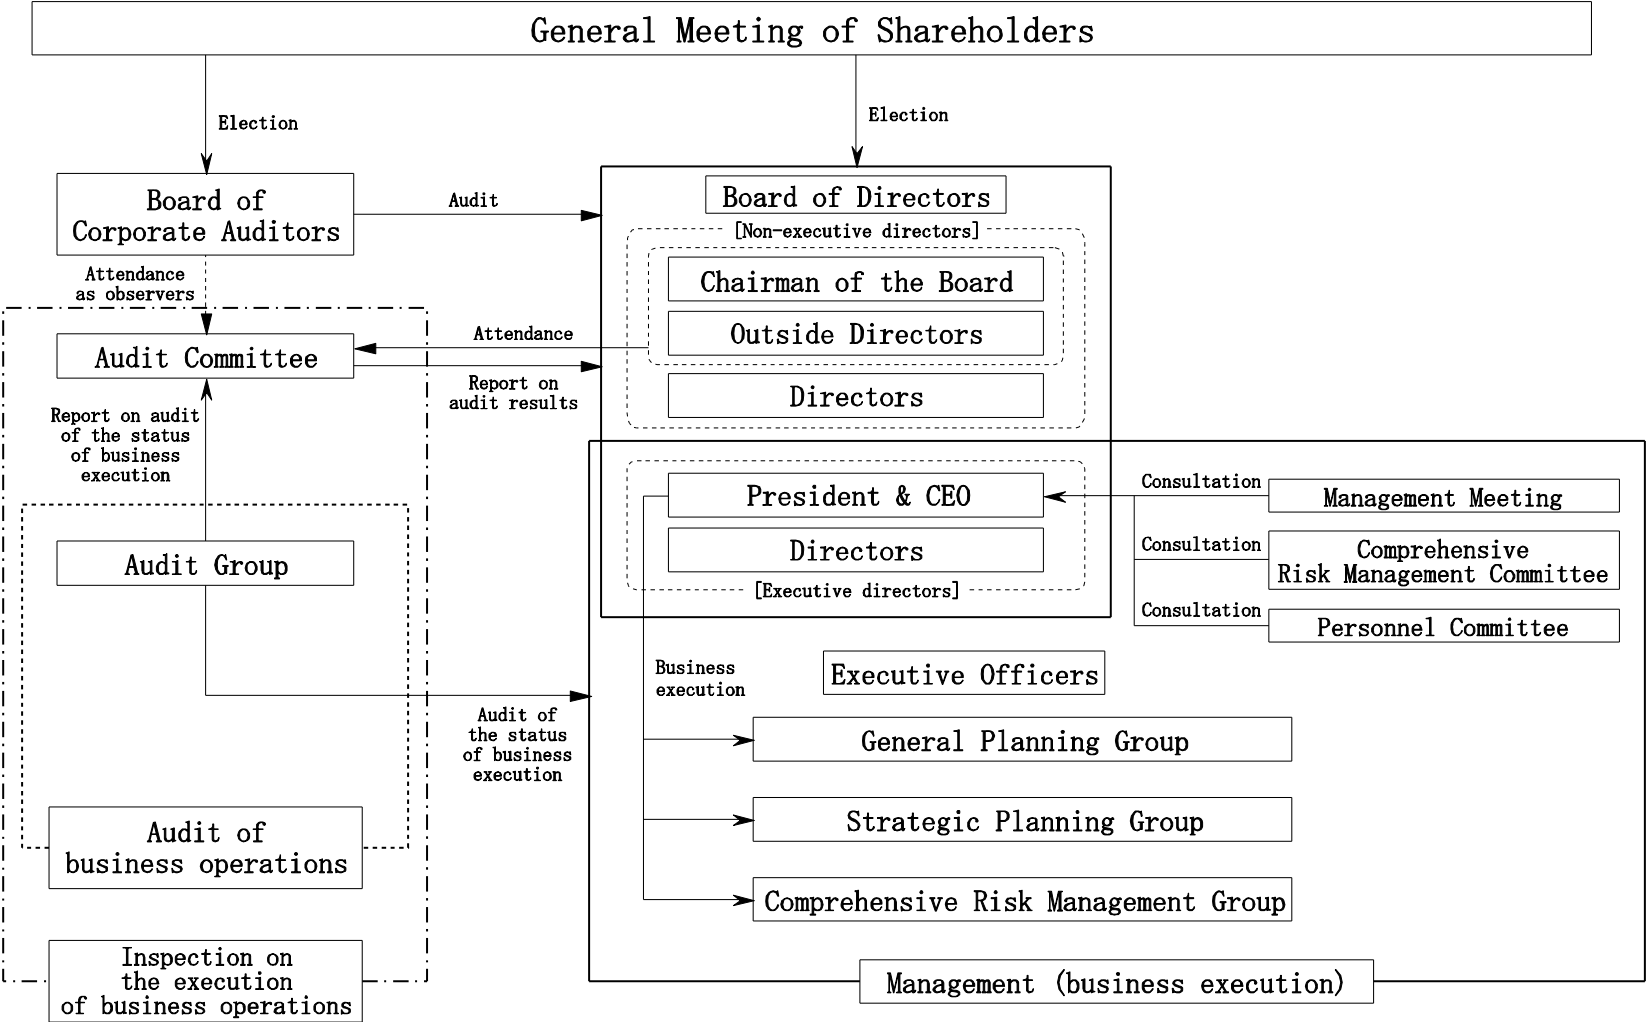 General Meeting of Shareholders
Election
Election
Board of
Corporate Auditors
Audit
Board of Directors
[Non-executive directors]
Chairman of the Board
Outside Directors
Directors
Attendance
as observers
Audit Committee
Attendance
Report on
audit results
Report on audit
of the status
of business
execution
President & CEO
Directors
[Executive directors]
Consultation
Management Meeting
Consultation
Comprehensive
Risk Management Committee
Consultation
Personnel Committee
Audit Group
Audit of
the status
of business
execution
Business
execution
Executive Officers
General Planning Group
Strategic Planning Group
Comprehensive Risk Management Group
Audit of
business operations
Inspection on
the execution
of business operations
Management (business execution)